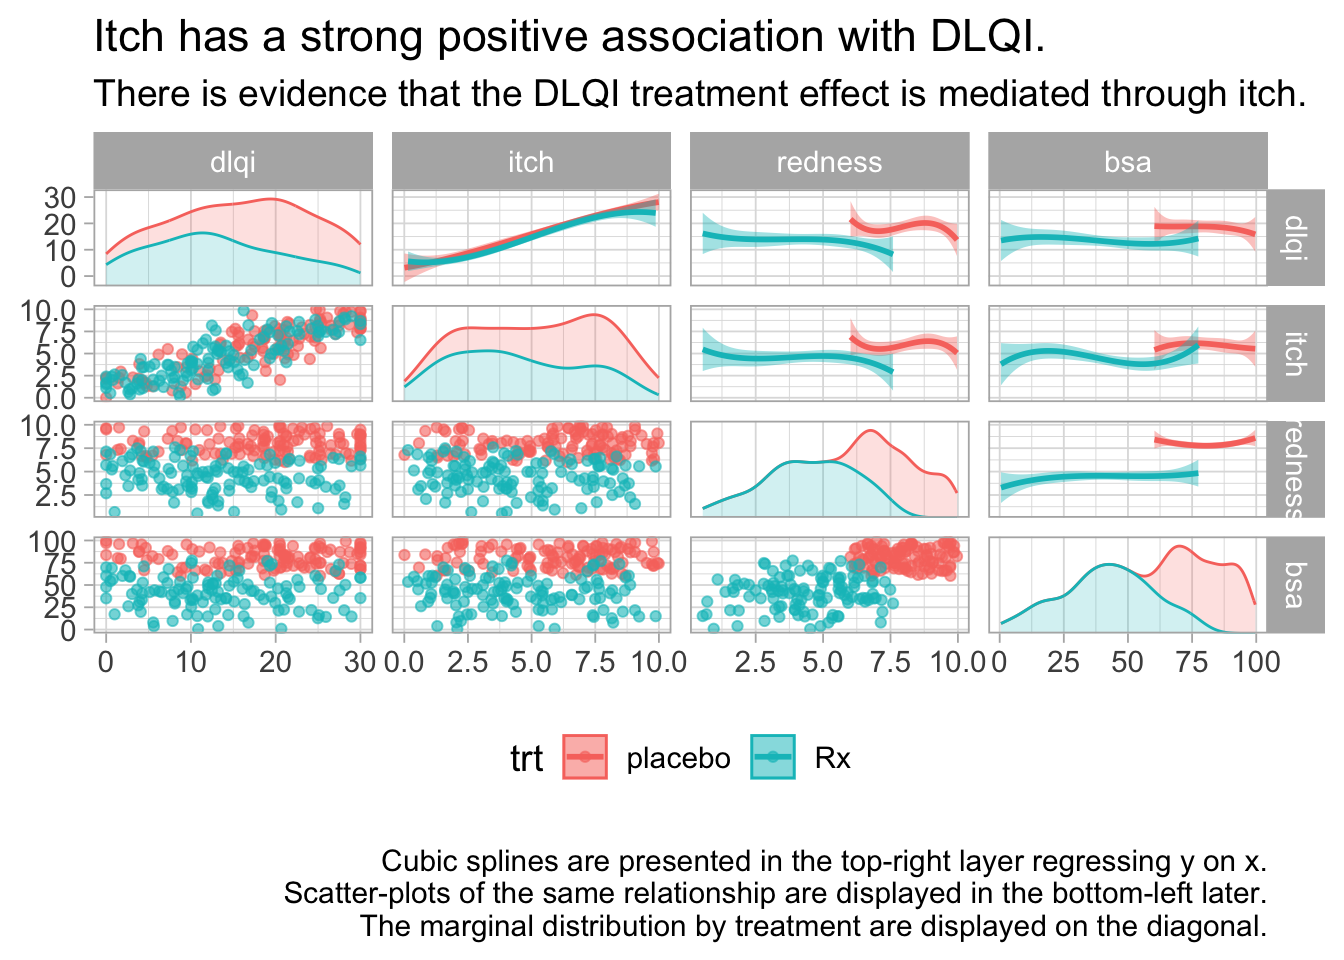 Itch has a strong positive association with DLQI.
There is evidence that the DLQI treatment effect is mediated through itch.
dlqi itch redness bsa
30
20
10
0
dlqi
10.0
7.5
5.0
2.5
0.0
itch
10.0
7.5
5.0
2.5
redness
100
75
50
25
0
bsa
0 10 20 30 0.0 2.5 5.0 7.5 10.0 2.5 5.0 7.5 10.0 0 25 50 75 100
trt placebo Rx
Cubic splines are presented in the top-right layer regressing y on x.
Scatter-plots of the same relationship are displayed in the bottom-left later.
The marginal distribution by treatment are displayed on the diagonal.